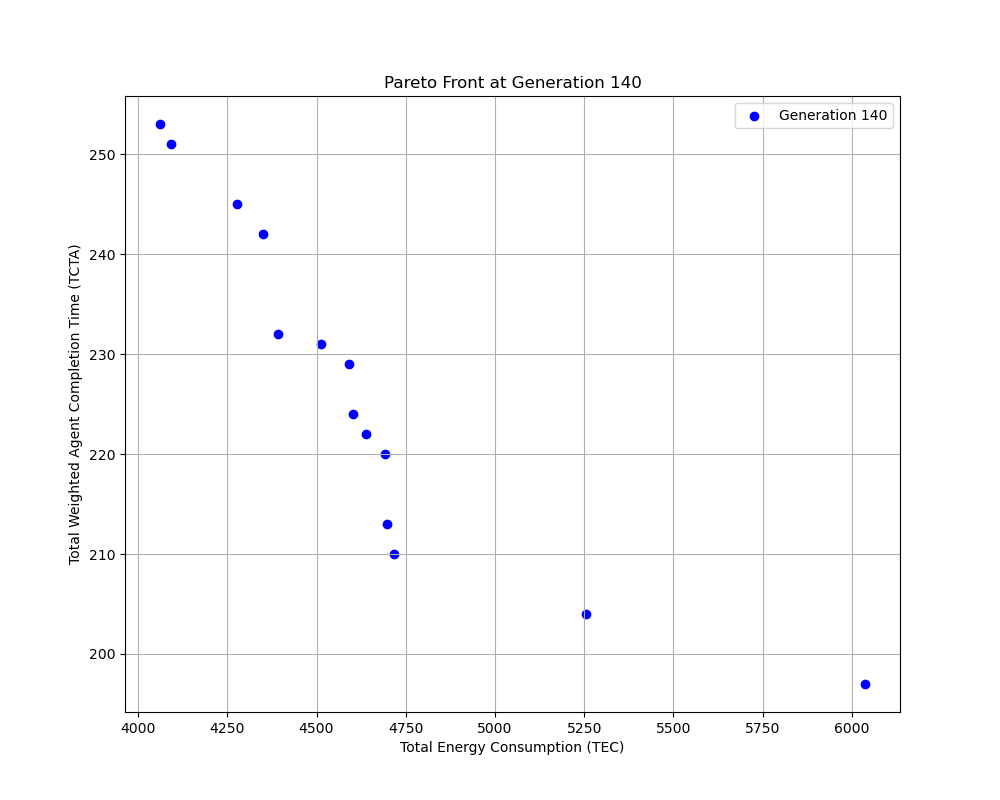 Pareto Front at Generation 140
Generation 140
Total Weighted Agent Completion Time (TCTA)
250
240
230
220
210
200
4000 4250 4500 4750 5000 5250 5500 5750 6000
Total Energy Consumption (TEC)